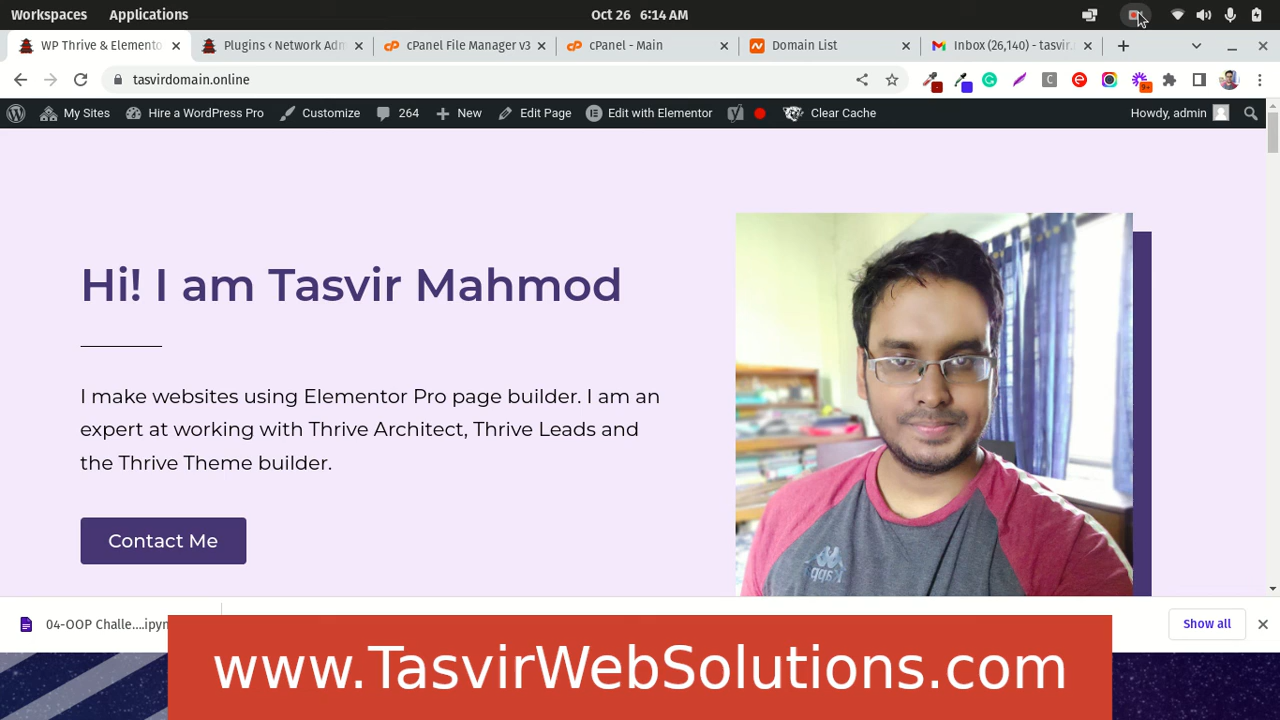 Workspaces Applications Oct 26 6:14 AM
WP Thrive & Elemento Plugins ‹ Network Adm cPanel File Manager v3 cPanel - Main Domain List Inbox (26,140) - tasvir.
tasvirdomain.online
C e 9+
My Sites Hire a WordPress Pro Customize 264 New Edit Page Edit with Elementor Clear Cache Howdy, admin
Hi! I am Tasvir Mahmod
I make websites using Elementor Pro page builder. I am an
expert at working with Thrive Architect, Thrive Leads and
the Thrive Theme builder.
Contact Me
Kappa
04-OOP Challe....ipyn Show all
www.TasvirWebSolutions.com